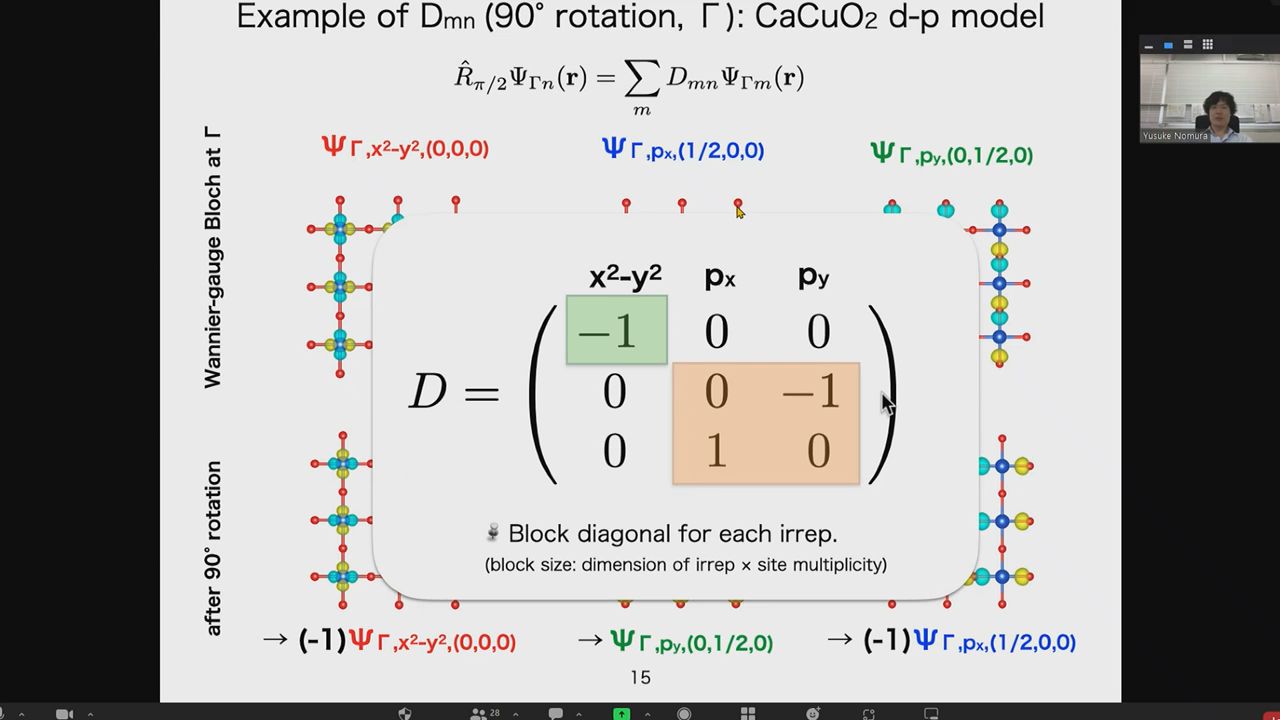 Example of Dmn (90° rotation, Γ): CaCuO2 d-p model
R̂π/2ΨΓn(r) = ∑m DmnΨΓm(r)
Yusuke Nomura
Wannier-gauge Bloch at Γ
ΨΓ,x²-y²,(0,0,0) ΨΓ,px,(1/2,0,0) ΨΓ,py,(0,1/2,0)
x²-y² px py
−1 0 0
D = 0 0 −1
0 1 0
Block diagonal for each irrep.
(block size: dimension of irrep × site multiplicity)
after 90° rotation
→ (-1)ΨΓ,x²-y²,(0,0,0) → ΨΓ,py,(0,1/2,0) → (-1)ΨΓ,px,(1/2,0,0)
15
28